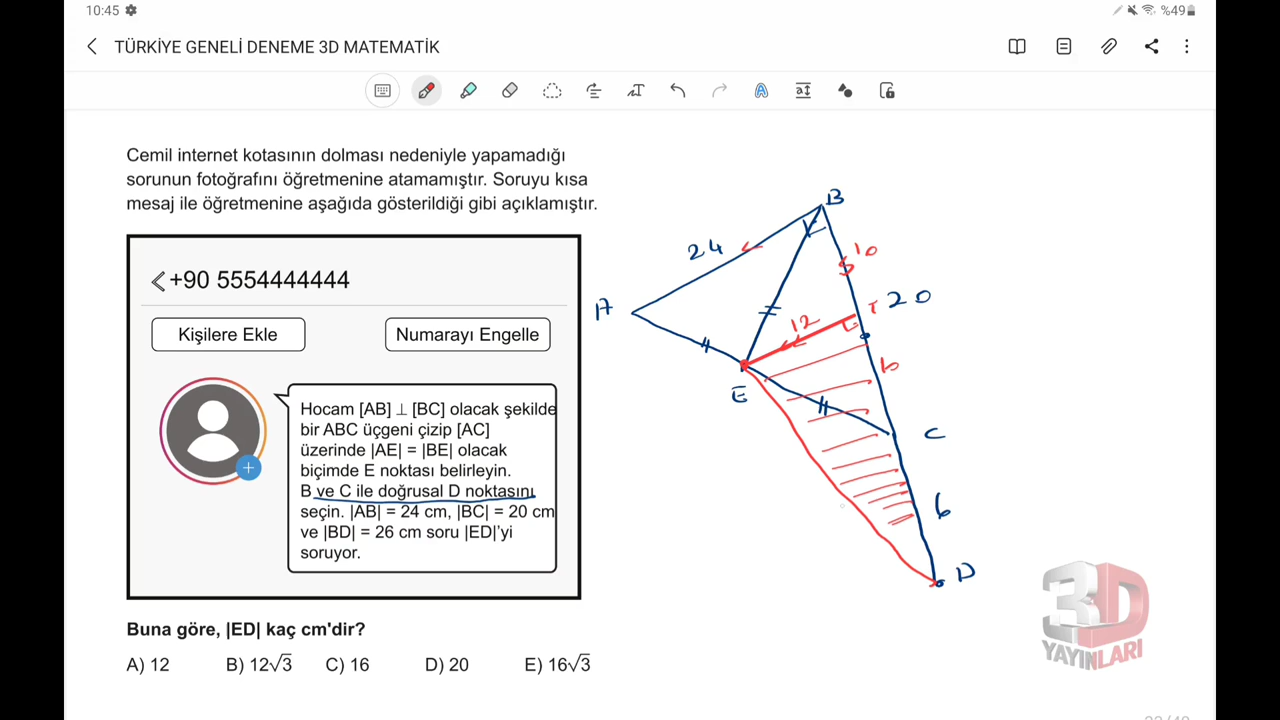 10:45
%49
TÜRKİYE GENELİ DENEME 3D MATEMATİK
Cemil internet kotasının dolması nedeniyle yapamadığı
sorunun fotoğrafını öğretmenine atamamıştır. Soruyu kısa
mesaj ile öğretmenine aşağıda gösterildiği gibi açıklamıştır.
+90 5554444444
Kişilere Ekle
Numarayı Engelle
Hocam [AB] ⊥ [BC] olacak şekilde
bir ABC üçgeni çizip [AC]
üzerinde |AE| = |BE| olacak
biçimde E noktası belirleyin.
B ve C ile doğrusal D noktasını
seçin. |AB| = 24 cm, |BC| = 20 cm
ve |BD| = 26 cm soru |ED|'yi
soruyor.
Buna göre, |ED| kaç cm'dir?
A) 12 B) 12√3 C) 16 D) 20 E) 16√3
B
24
10
A
20
12
E
C
6
D
3D
YAYINLARI